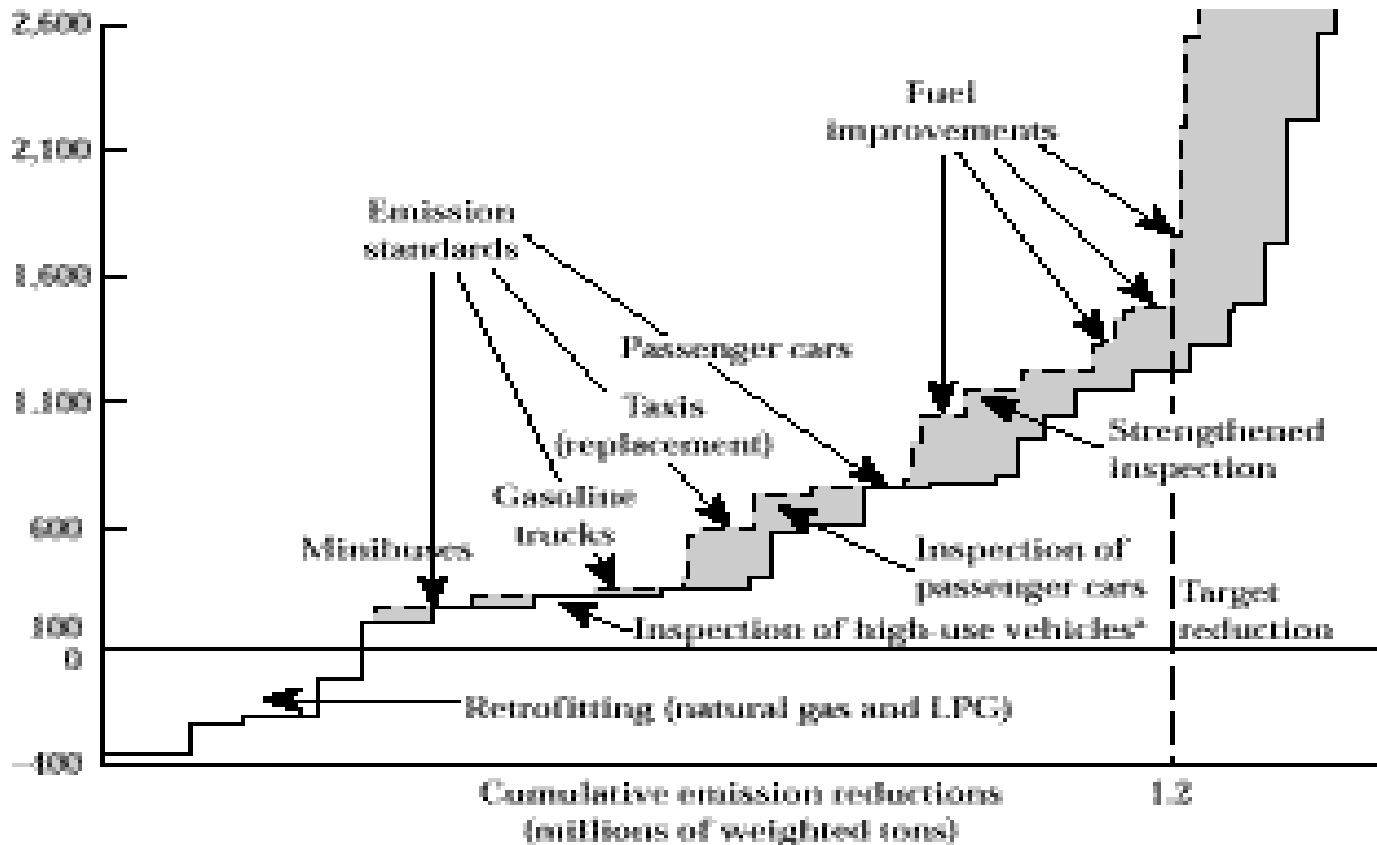 2,600
Fuel
improvements
2,100
Emission
standards
1,600
Passenger cars
1,100
Taxis
(replacement)
Strengthened
inspection
Gasoline
trucks
600
Minibuses
Inspection of
passenger cars
Target
reduction
100
Inspection of high-use vehiclesª
0
Retrofitting (natural gas and LPG)
–400
Cumulative emission reductions
(millions of weighted tons)
1.2